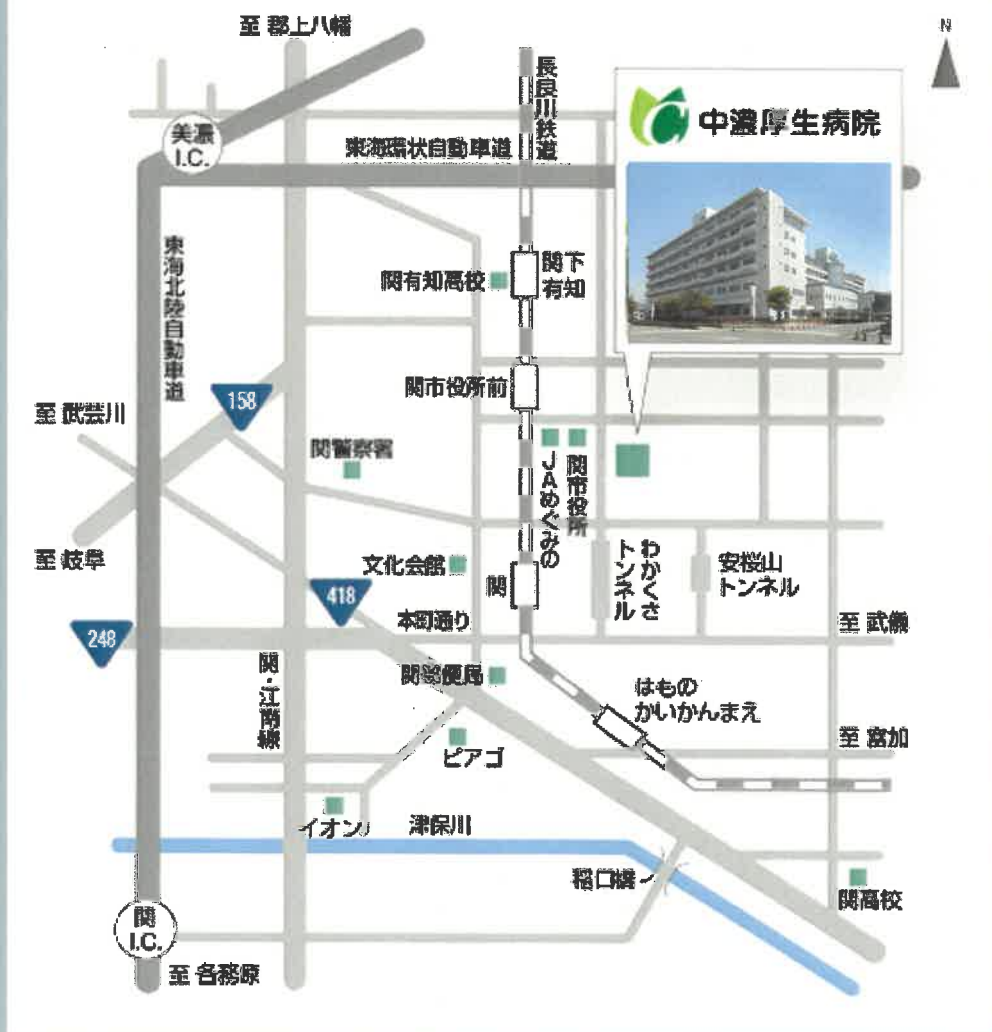 至 郡上八幡
N
長良川鉄道
中濃厚生病院
美濃
I.C.
東海環状自動車道
東海北陸自動車道
関有知高校
関下
有知
関市役所前
158
至 武芸川
関警察署
JAめぐみの
関市役所
至 岐阜
文化会館
関
わかくさ
トンネル
安桜山
トンネル
418
本町通り
至 武儀
248
関・江南線
関郵便局
はもの
かいかんまえ
至 富加
ピアゴ
イオン
津保川
稲口橋
関高校
関
I.C.
至 各務原